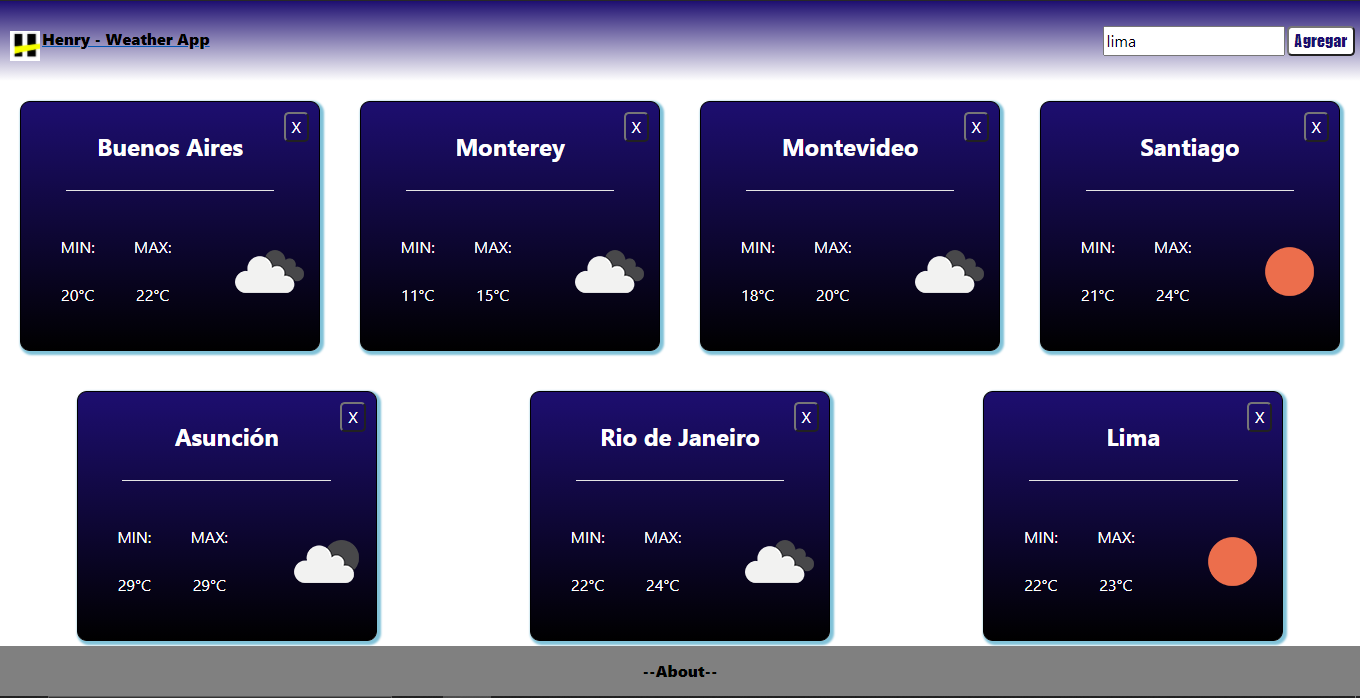 Henry - Weather App
lima
Agregar
X
Buenos Aires
MIN:
MAX:
20°C
22°C
X
Monterey
MIN:
MAX:
11°C
15°C
X
Montevideo
MIN:
MAX:
18°C
20°C
X
Santiago
MIN:
MAX:
21°C
24°C
X
Asunción
MIN:
MAX:
29°C
29°C
X
Rio de Janeiro
MIN:
MAX:
22°C
24°C
X
Lima
MIN:
MAX:
22°C
23°C
--About--